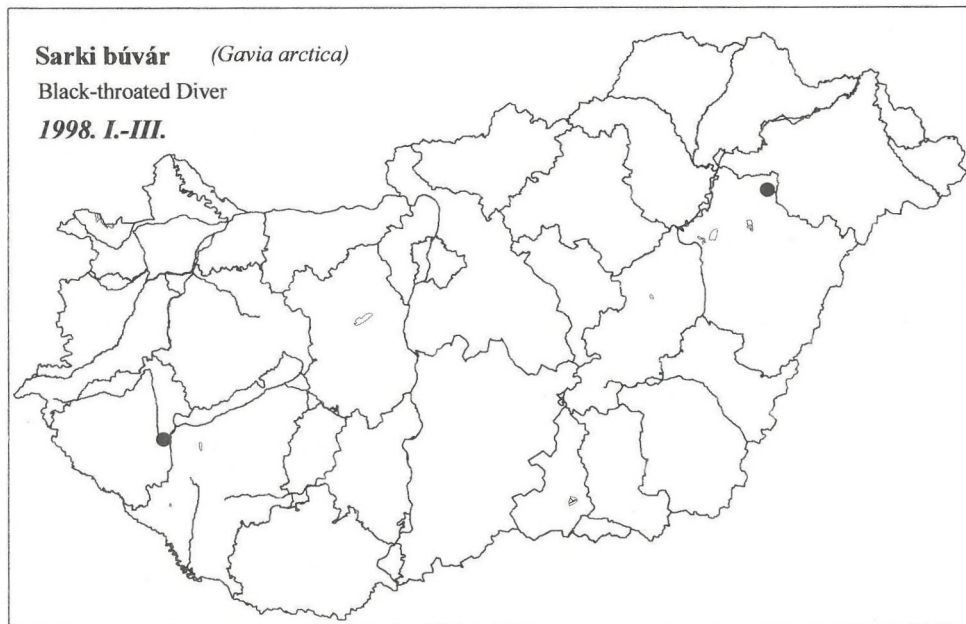 Sarki búvár (Gavia arctica)
Black-throated Diver
1998. I.-III.